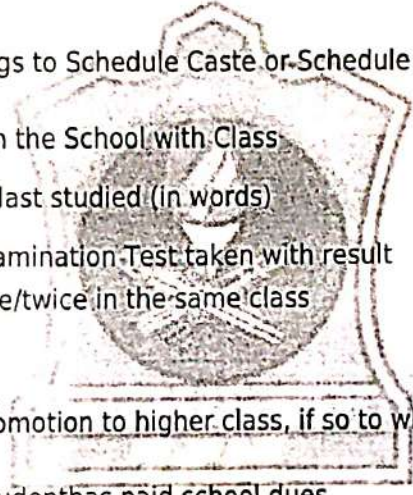 gs to Schedule Caste or Schedule
n the School with Class
last studied (in words)
amination Test taken with result
e/twice in the same class
omotion to higher class, if so to w
udenthas paid school dues